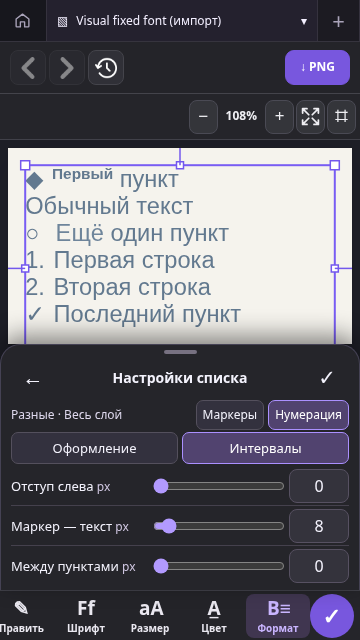 Visual fixed font (импорт)
↓ PNG
108%
◆ Первый пункт
Обычный текст
○ Ещё один пункт
1. Первая строка
2. Вторая строка
✓ Последний пункт
Настройки списка
Разные · Весь слой
Маркеры
Нумерация
Оформление
Интервалы
Отступ слева px
0
Маркер — текст px
8
Между пунктами px
0
Ff
aA
A
B≡
Править
Шрифт
Размер
Цвет
Формат